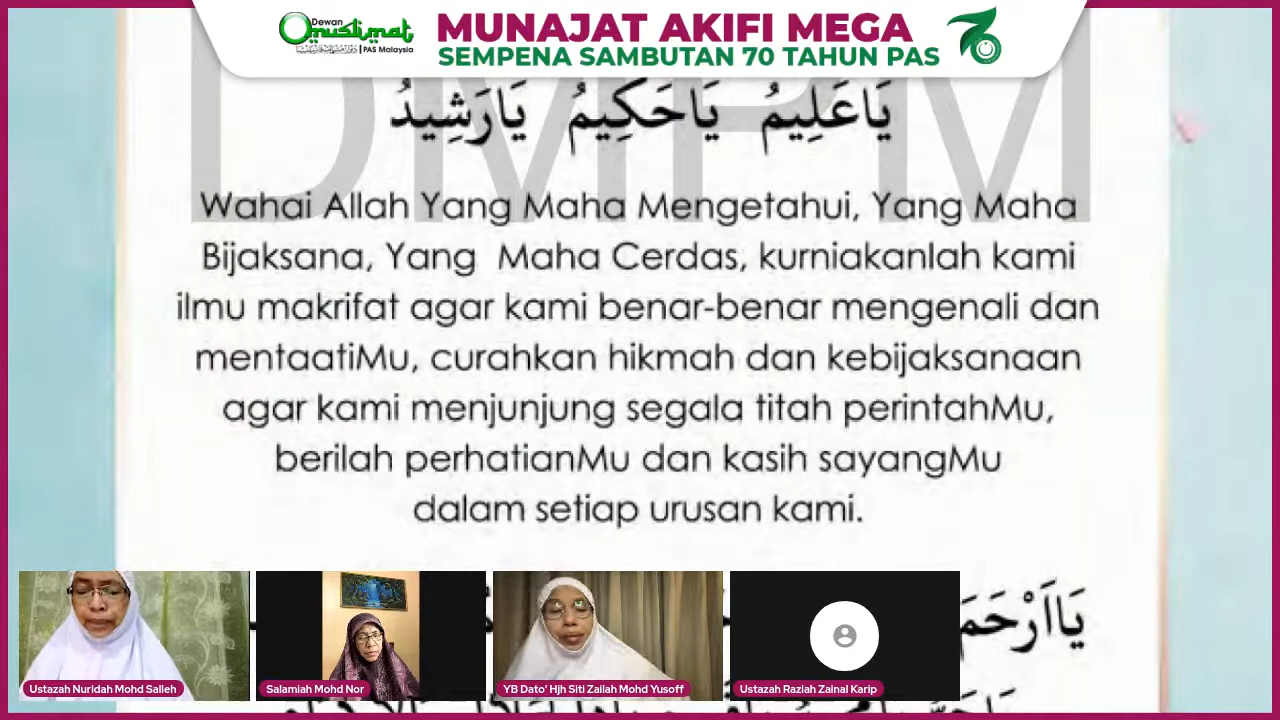 Dewan
muslimat
PAS Malaysia
MUNAJAT AKIFI MEGA
SEMPENA SAMBUTAN 70 TAHUN PAS
70
DMPM
يَاعَلِيمُ يَاحَكِيمُ يَارَشِيدُ
Wahai Allah Yang Maha Mengetahui, Yang Maha
Bijaksana, Yang Maha Cerdas, kurniakanlah kami
ilmu makrifat agar kami benar-benar mengenali dan
mentaatiMu, curahkan hikmah dan kebijaksanaan
agar kami menjunjung segala titah perintahMu,
berilah perhatianMu dan kasih sayangMu
dalam setiap urusan kami.
Ustazah Nuridah Mohd Salleh
Salamiah Mohd Nor
YB Dato' Hjh Siti Zailah Mohd Yusoff
Ustazah Raziah Zainal Karip